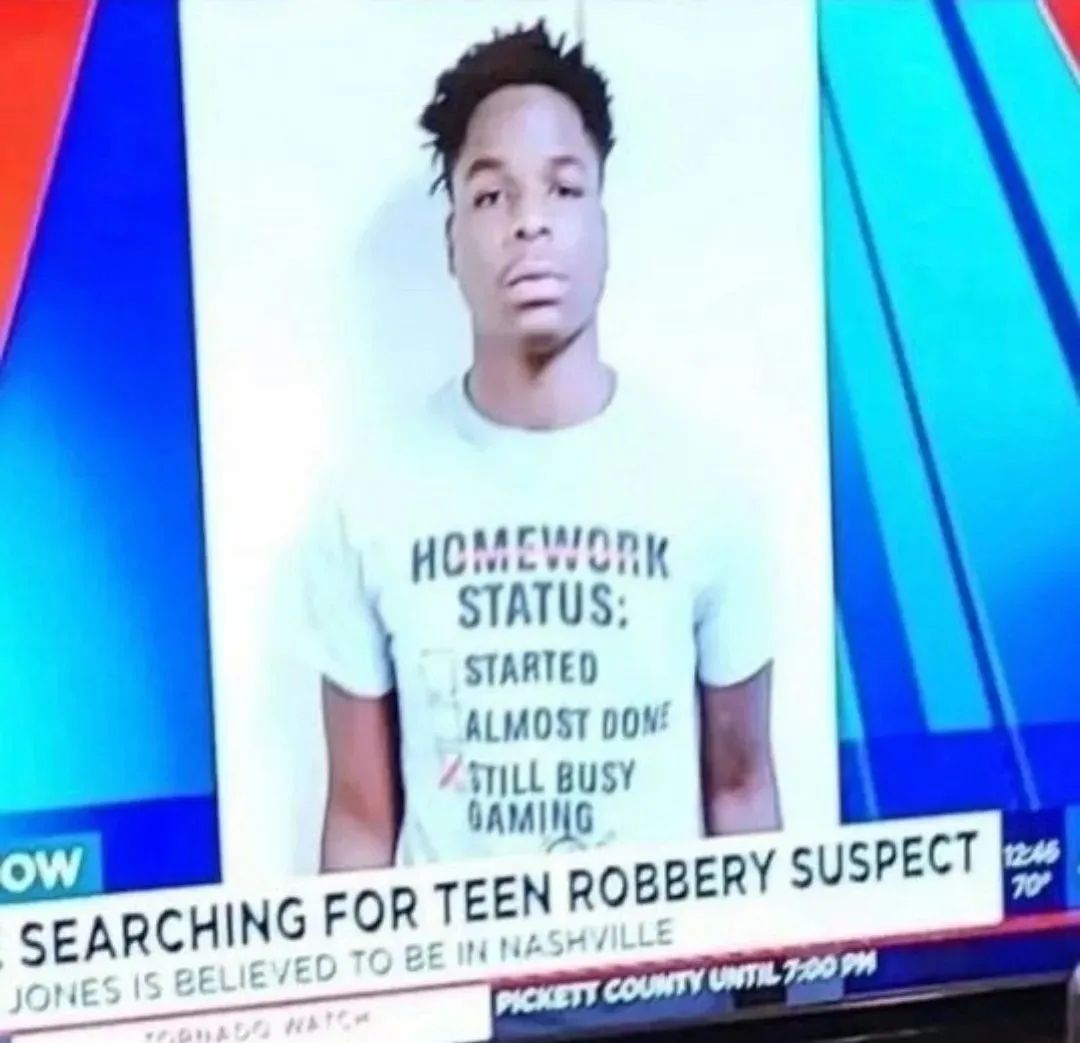 HOMEWORK
STATUS:
STARTED
ALMOST DONE
STILL BUSY
GAMING
OW
SEARCHING FOR TEEN ROBBERY SUSPECT
12:46
70°
JONES IS BELIEVED TO BE IN NASHVILLE
TORNADO WATCH
PICKETT COUNTY UNTIL 7:00 PM